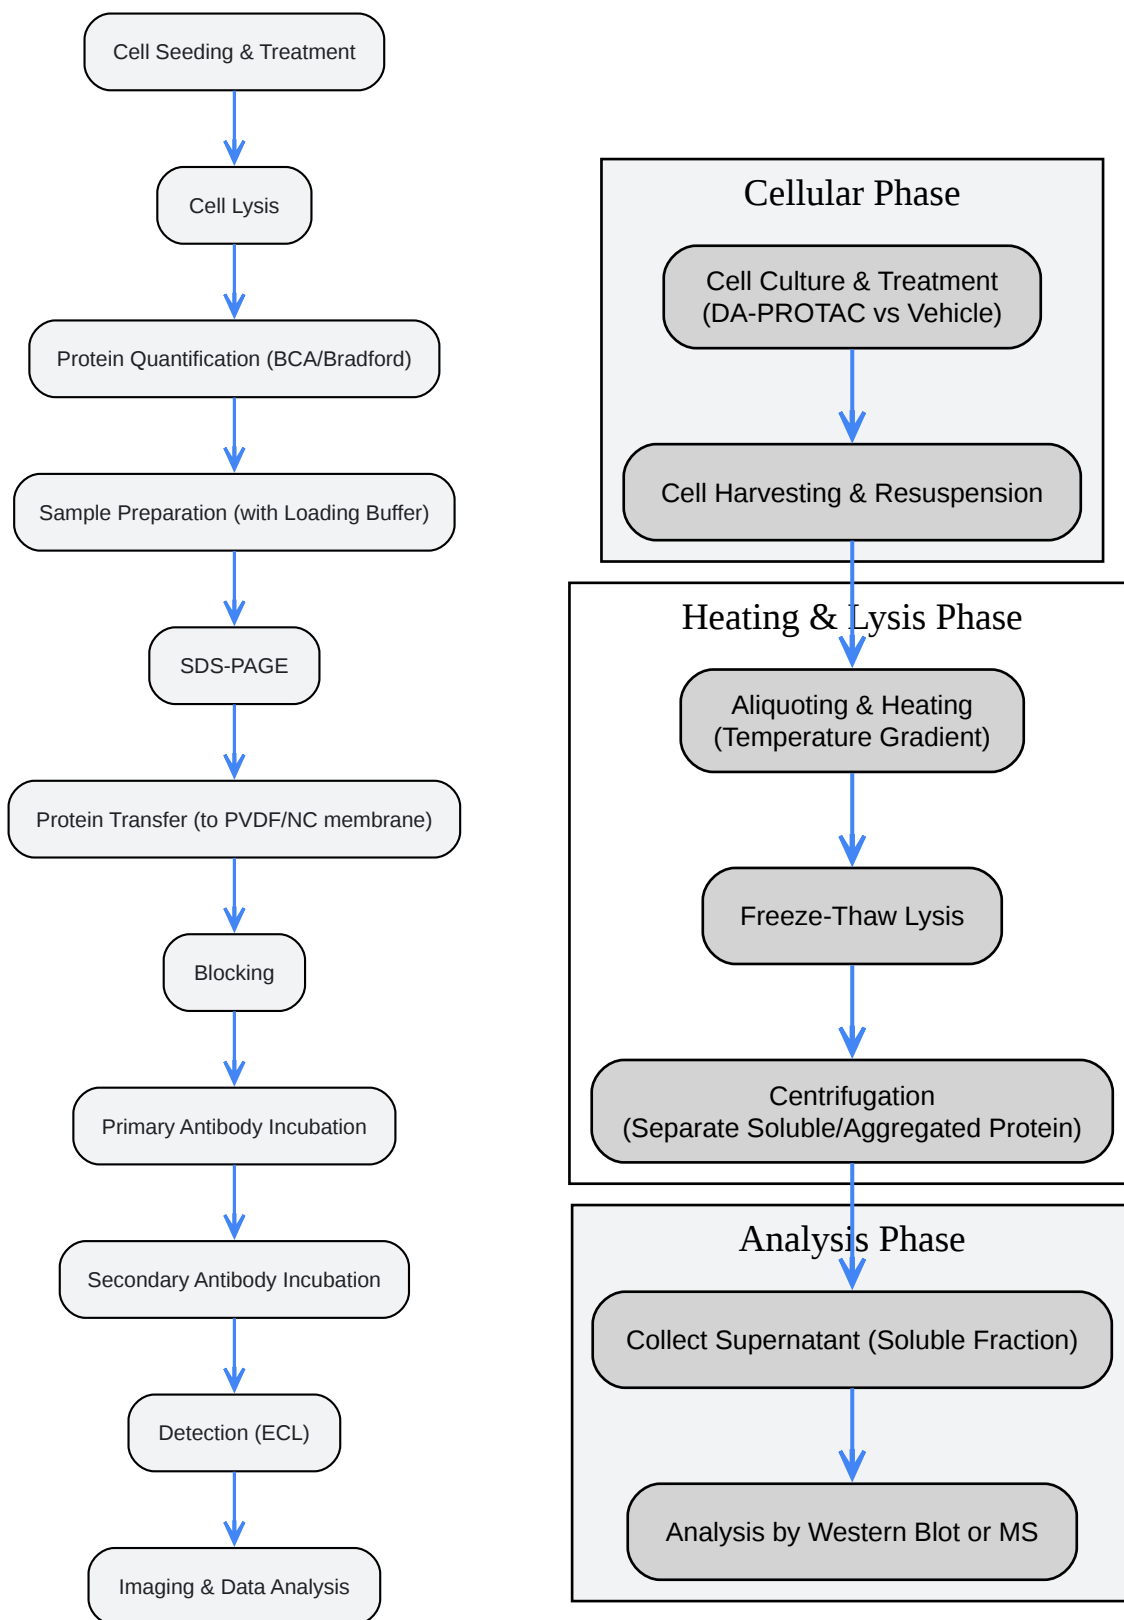 Cell Seeding & Treatment
Cell Lysis
Protein Quantification (BCA/Bradford)
Sample Preparation (with Loading Buffer)
SDS-PAGE
Protein Transfer (to PVDF/NC membrane)
Blocking
Primary Antibody Incubation
Secondary Antibody Incubation
Detection (ECL)
Imaging & Data Analysis
Cellular Phase
Cell Culture & Treatment
(DA-PROTAC vs Vehicle)
Cell Harvesting & Resuspension
Heating & Lysis Phase
Aliquoting & Heating
(Temperature Gradient)
Freeze-Thaw Lysis
Centrifugation
(Separate Soluble/Aggregated Protein)
Analysis Phase
Collect Supernatant (Soluble Fraction)
Analysis by Western Blot or MS